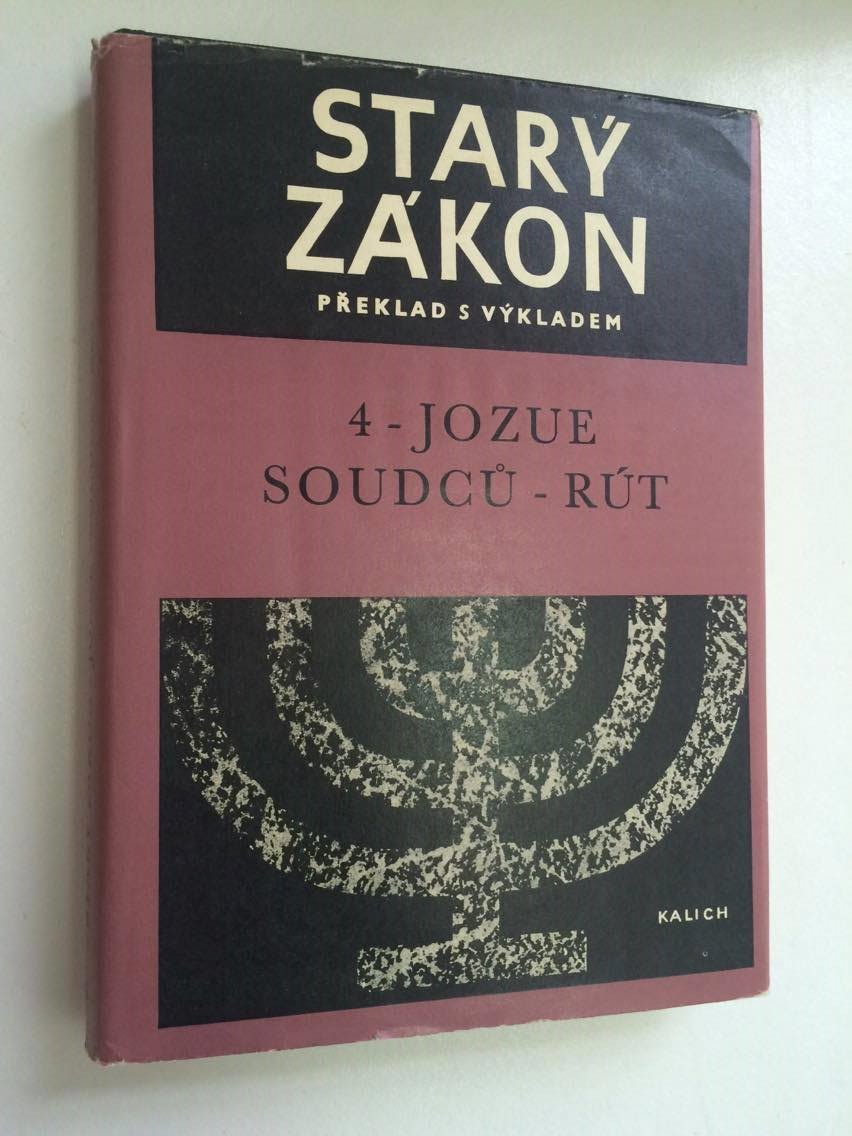 STARÝ
ZÁKON
PŘEKLAD S VÝKLADEM
4 - JOZUE
SOUDCŮ - RÚT
KALICH